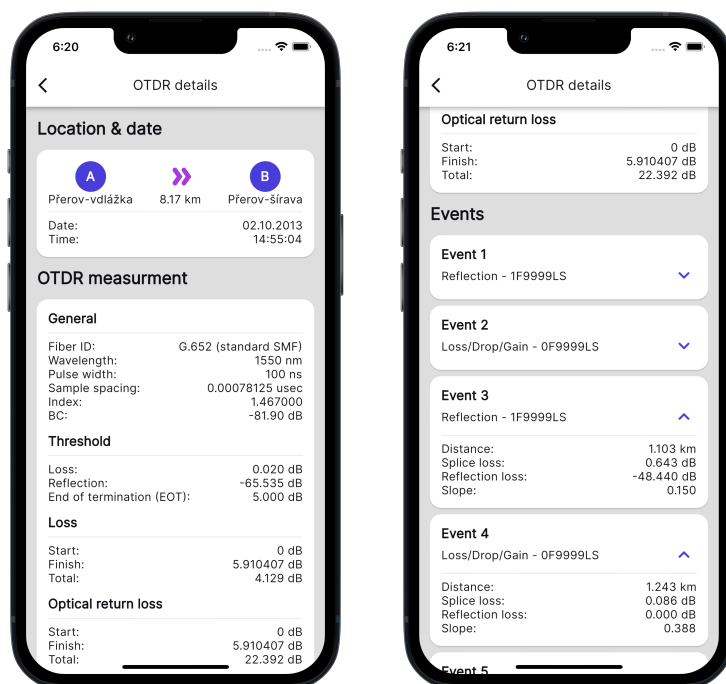 6:20
OTDR details
Location & date
A
B
Přerov-vdlážka 8.17 km Přerov-šírava
Date: 02.10.2013
Time: 14:55:04
OTDR measurment
General
Fiber ID: G.652 (standard SMF)
Wavelength: 1550 nm
Pulse width: 100 ns
Sample spacing: 0.00078125 usec
Index: 1.467000
BC: -81.90 dB
Threshold
Loss: 0.020 dB
Reflection: -65.535 dB
End of termination (EOT): 5.000 dB
Loss
Start: 0 dB
Finish: 5.910407 dB
Total: 4.129 dB
Optical return loss
Start: 0 dB
Finish: 5.910407 dB
Total: 22.392 dB
6:21
OTDR details
Optical return loss
Start: 0 dB
Finish: 5.910407 dB
Total: 22.392 dB
Events
Event 1
Reflection - 1F9999LS
Event 2
Loss/Drop/Gain - 0F9999LS
Event 3
Reflection - 1F9999LS
Distance: 1.103 km
Splice loss: 0.643 dB
Reflection loss: -48.440 dB
Slope: 0.150
Event 4
Loss/Drop/Gain - 0F9999LS
Distance: 1.243 km
Splice loss: 0.086 dB
Reflection loss: 0.000 dB
Slope: 0.388
Event 5